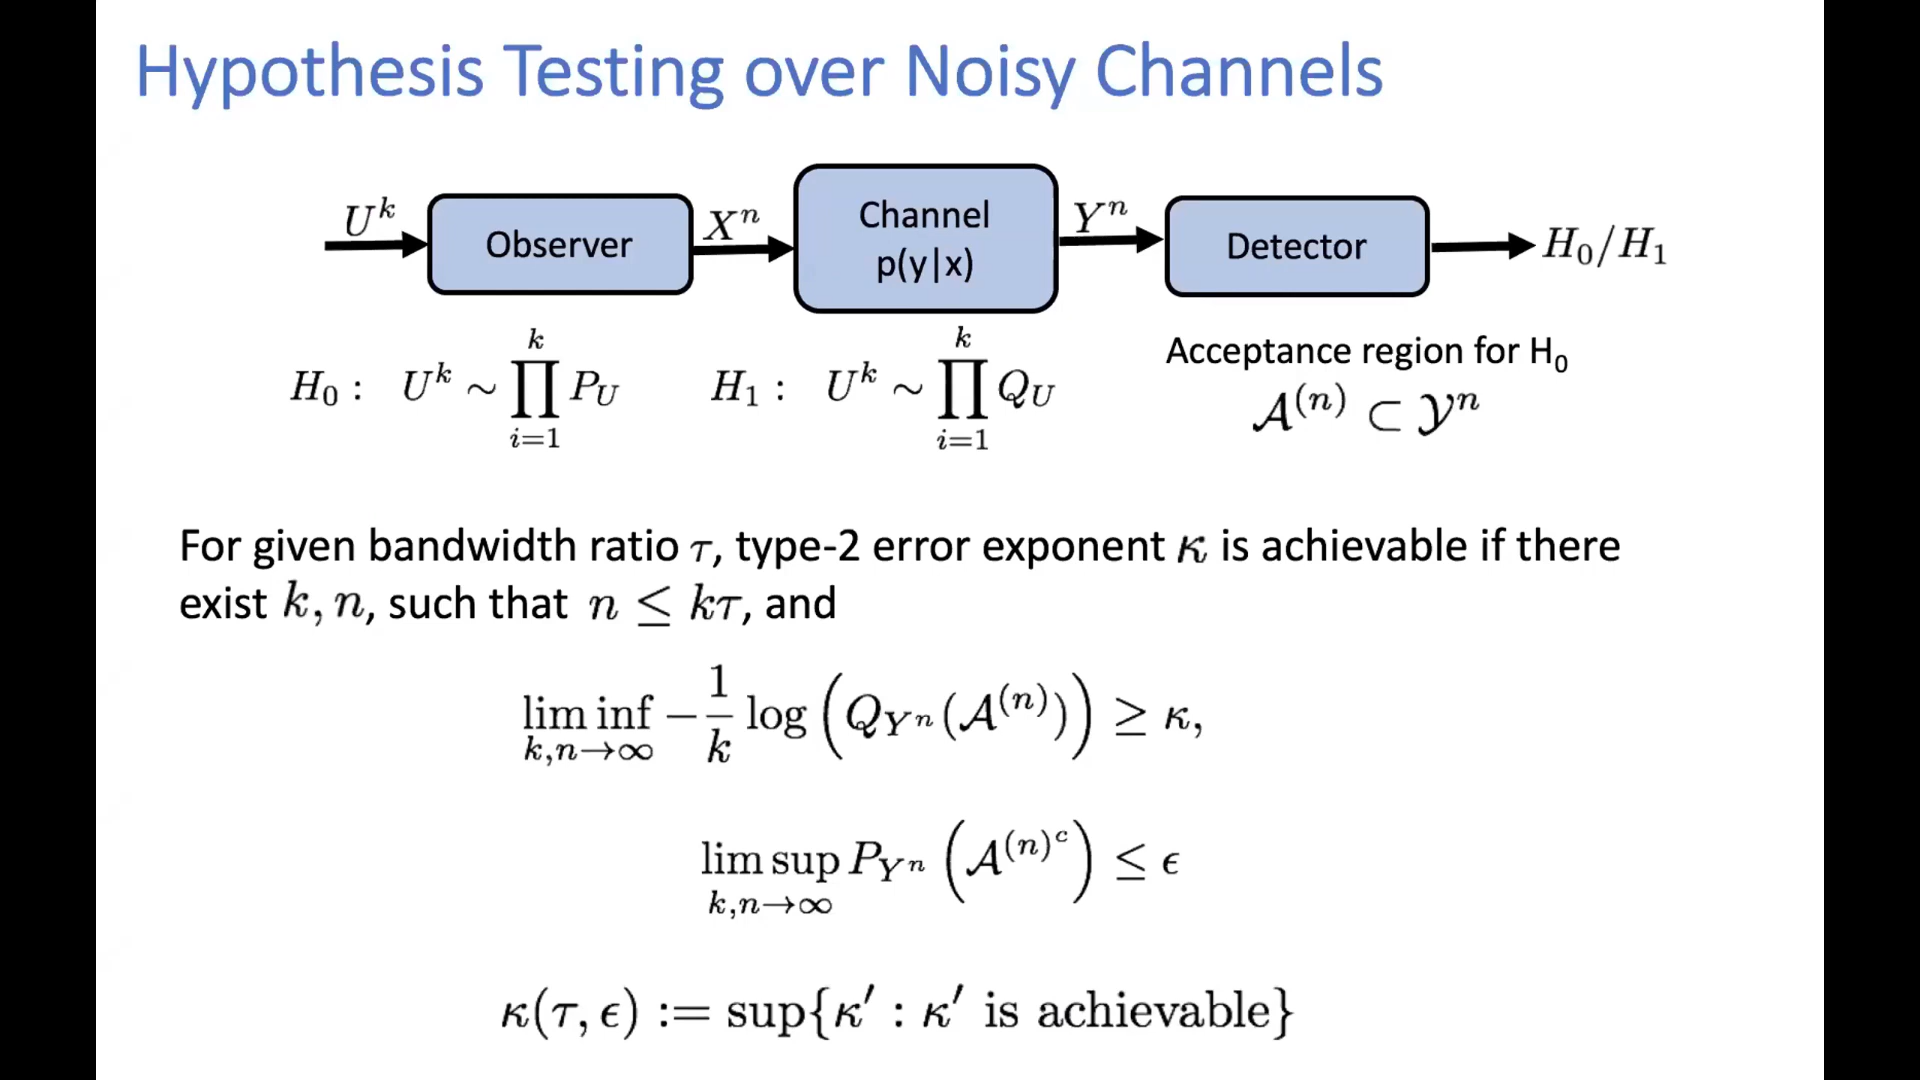 Hypothesis Testing over Noisy Channels
U^k Observer X^n Channel p(y|x) Y^n Detector H_0/H_1
H_0 : U^k ∼ ∏_{i=1}^{k} P_U H_1 : U^k ∼ ∏_{i=1}^{k} Q_U
Acceptance region for H_0
𝒜^{(n)} ⊂ 𝒴^n
For given bandwidth ratio τ, type-2 error exponent κ is achievable if there
exist k, n, such that n ≤ kτ, and
lim inf_{k,n→∞} −\frac{1}{k} log (Q_{Y^n}(𝒜^{(n)})) ≥ κ,
lim sup_{k,n→∞} P_{Y^n} (𝒜^{(n)^c}) ≤ ϵ
κ(τ, ϵ) := sup{κ′ : κ′ is achievable}